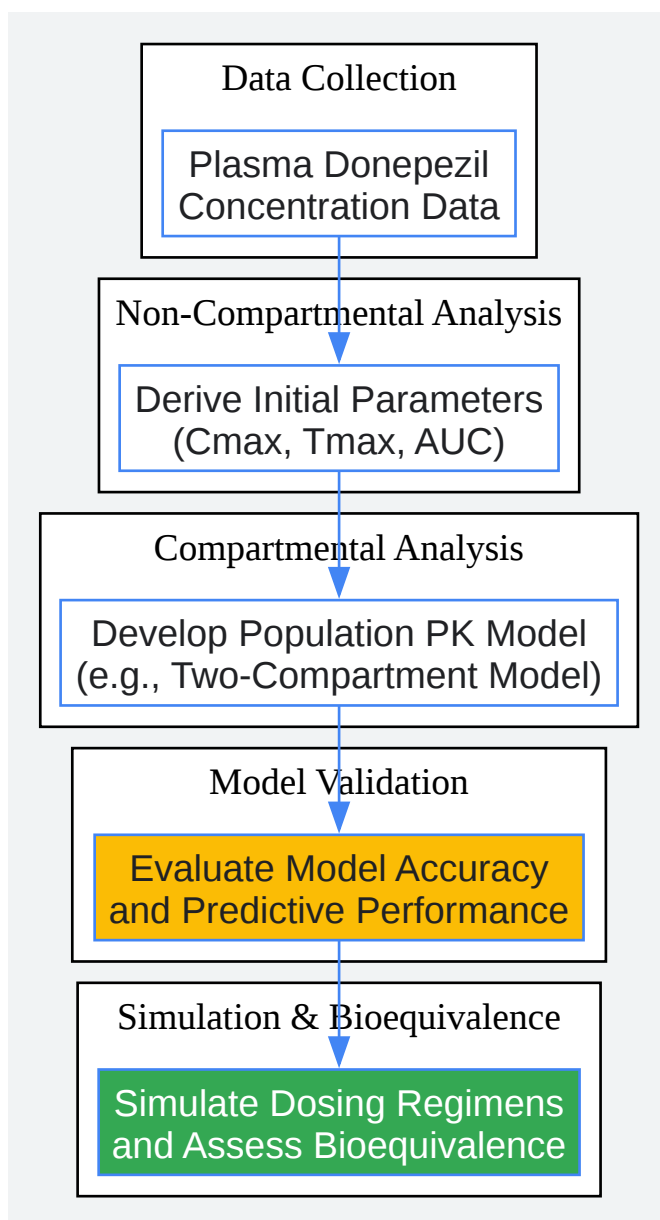 Data Collection
Plasma Donepezil
Concentration Data
Non-Compartmental Analysis
Derive Initial Parameters
(Cmax, Tmax, AUC)
Compartmental Analysis
Develop Population PK Model
(e.g., Two-Compartment Model)
Model Validation
Evaluate Model Accuracy
and Predictive Performance
Simulation & Bioequivalence
Simulate Dosing Regimens
and Assess Bioequivalence